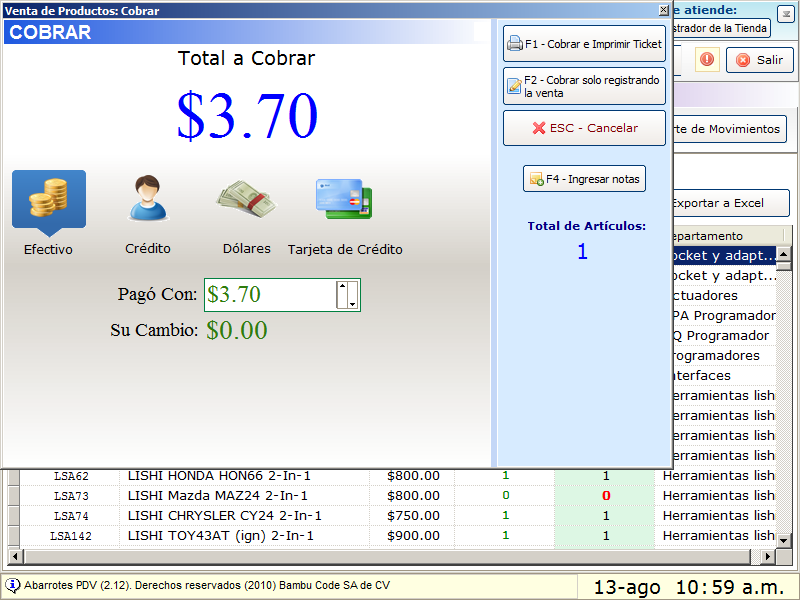 Venta de Productos: Cobrar
e atiende:
COBRAR
strador de la Tienda
Total a Cobrar
F1 - Cobrar e Imprimir Ticket
Salir
$3.70
F2 - Cobrar solo registrando
la venta
ESC - Cancelar
rte de Movimientos
F4 - Ingresar notas
Exportar a Excel
Efectivo
Crédito
Dólares
Tarjeta de Crédito
Total de Artículos:
1
epartamento
ocket y adapt...
ocket y adapt...
Pagó Con: $3.70
ctuadores
PA Programador
Su Cambio: $0.00
Q Programador
rogramadores
nterfaces
erramientas lish
erramientas lish
erramientas lish
erramientas lish
LSA62 LISHI HONDA HON66 2-In-1 $800.00 1 1 Herramientas lish
LSA73 LISHI Mazda MAZ24 2-In-1 $800.00 0 0 Herramientas lish
LSA74 LISHI CHRYSLER CY24 2-In-1 $750.00 1 1 Herramientas lish
LSA142 LISHI TOY43AT (ign) 2-In-1 $900.00 1 1 Herramientas lish
Abarrotes PDV (2.12). Derechos reservados (2010) Bambu Code SA de CV
13-ago 10:59 a.m.